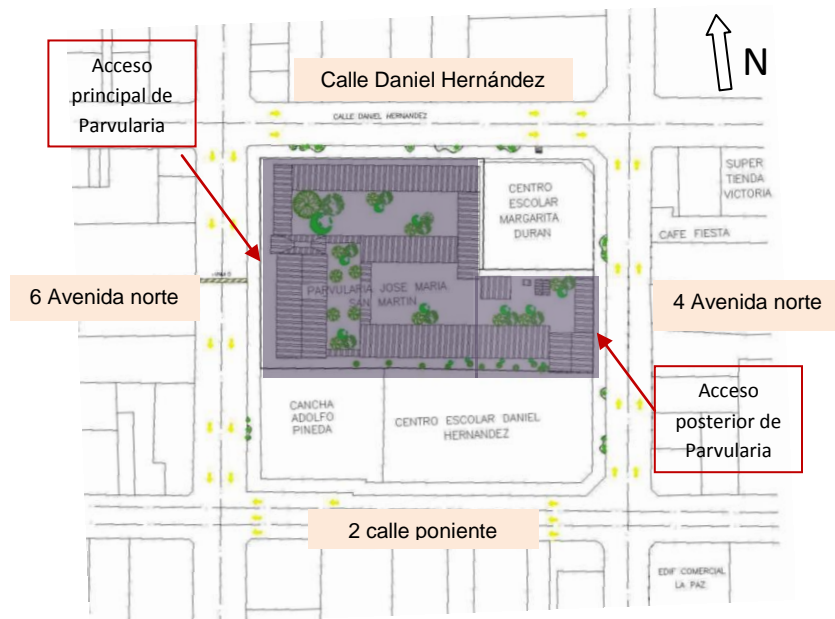 Acceso
principal de
Parvularia
Calle Daniel Hernández
N
CALLE DANIEL HERNANDEZ
SUPER
TIENDA
VICTORIA
CENTRO
ESCOLAR
MARGARITA
DURAN
CAFE FIESTA
6 Avenida norte
PARVULARIA JOSE MARIA
SAN MARTIN
4 Avenida norte
Acceso
posterior de
Parvularia
CANCHA
ADOLFO
PINEDA
CENTRO ESCOLAR DANIEL
HERNANDEZ
2 calle poniente
EDIF COMERCIAL
LA PAZ